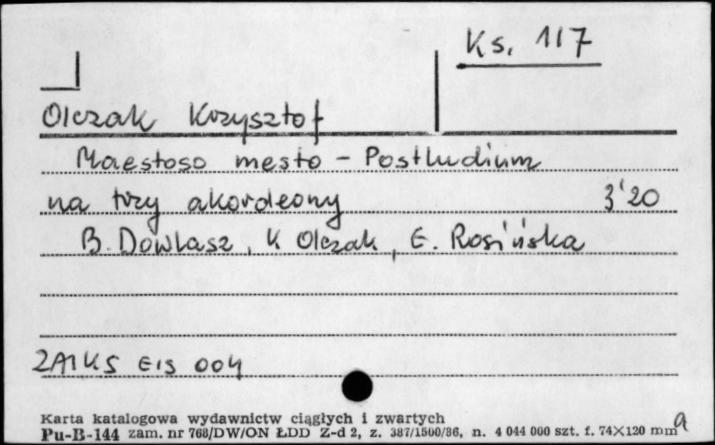 Ks. 117
Olczak Krzysztof
Maestoso mesto - Postludium
na trzy akordeony 3'20
B. Dowlasz, K Olczak, E. Rosińska
ZAIKS EIS 004
Karta katalogowa wydawnictw ciągłych i zwartych
Pu-B-144 zam. nr 768/DW/ON ŁDD Z-d 2, z. 387/1500/86, n. 4 044 000 szt. f. 74×120 mm
a